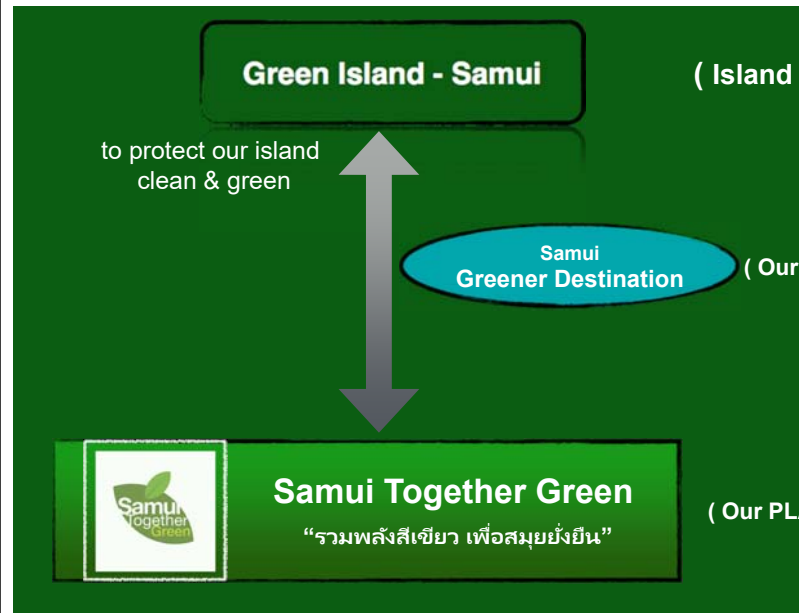 Green Island - Samui
( Island
to protect our island
clean & green
Samui
Greener Destination
( Our
Samui Together Green
“รวมพลังสีเขียว เพื่อสมุยยั่งยืน”
Samui
Together
Green
( Our PLA